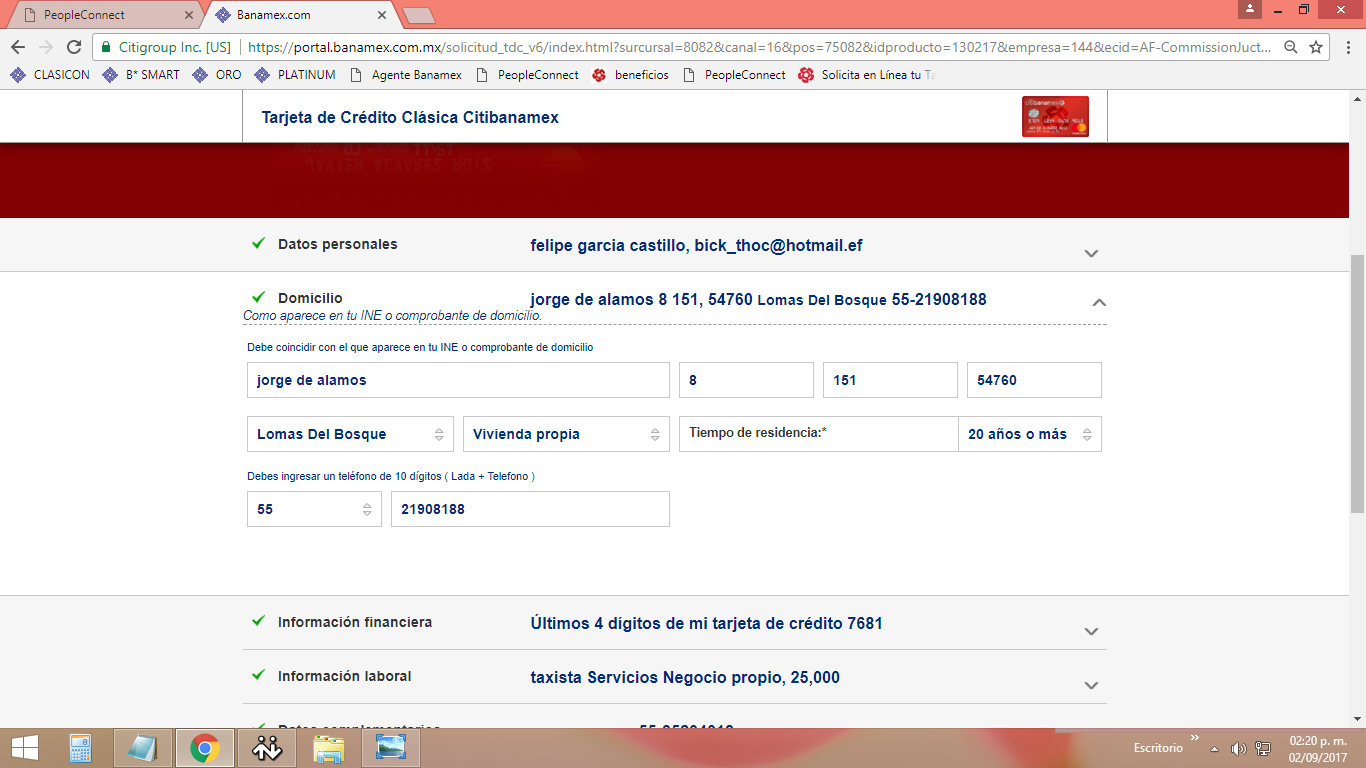 PeopleConnect
Banamex.com
Citigroup Inc. [US] https://portal.banamex.com.mx/solicitud_tdc_v6/index.html?surcursal=8082&canal=16&pos=75082&idproducto=130217&empresa=144&ecid=AF-CommissionJuct...
CLASICON B* SMART ORO PLATINUM Agente Banamex PeopleConnect beneficios PeopleConnect Solicita en Línea tu Ta
Tarjeta de Crédito Clásica Citibanamex
JAVIER ALVAREZ RUIZ
Datos personales felipe garcia castillo, bick_thoc@hotmail.ef
Domicilio jorge de alamos 8 151, 54760 Lomas Del Bosque 55-21908188
Como aparece en tu INE o comprobante de domicilio.
Debe coincidir con el que aparece en tu INE o comprobante de domicilio
jorge de alamos 8 151 54760
Lomas Del Bosque Vivienda propia Tiempo de residencia:* 20 años o más
Debes ingresar un teléfono de 10 dígitos ( Lada + Telefono )
55 21908188
Información financiera Últimos 4 dígitos de mi tarjeta de crédito 7681
Información laboral taxista Servicios Negocio propio, 25,000
Datos complementarios
Escritorio
02:20 p. m.
02/09/2017